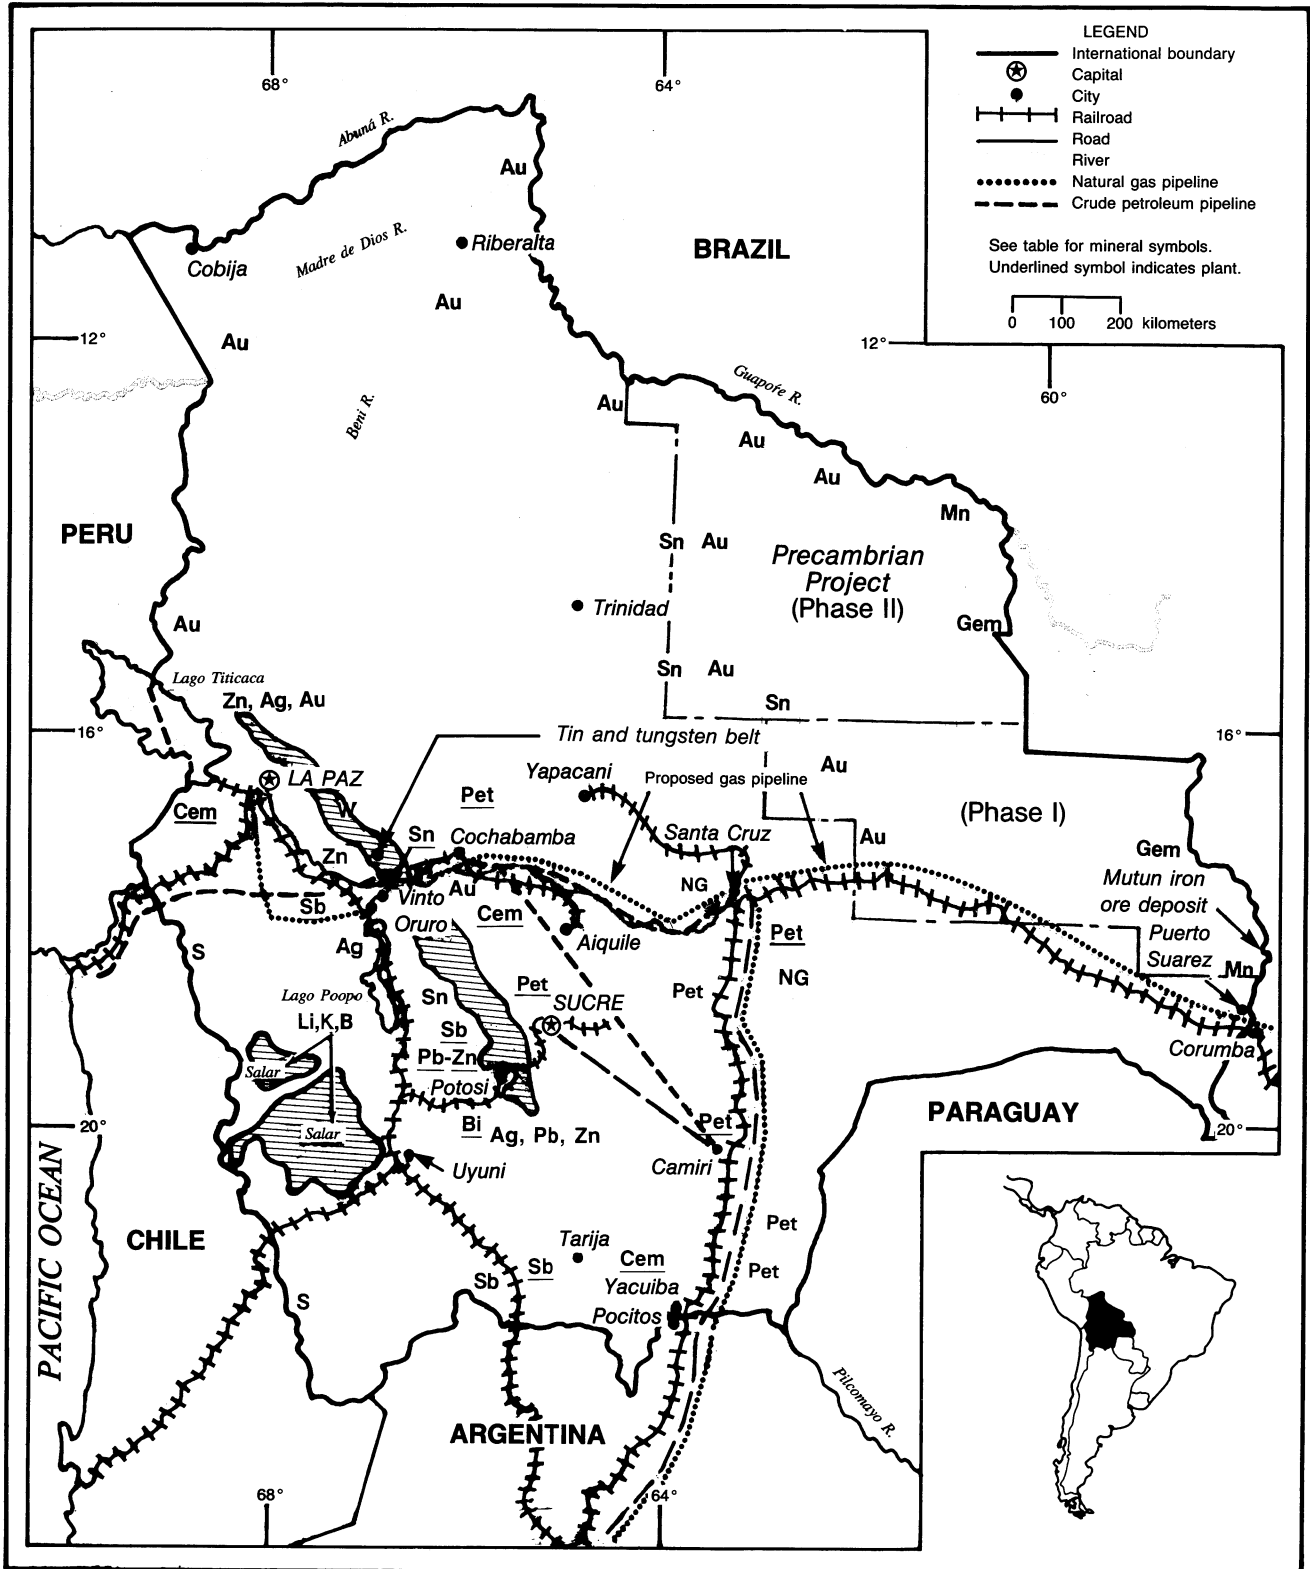 LEGEND
International boundary
Capital
City
Railroad
Road
River
Natural gas pipeline
Crude petroleum pipeline
See table for mineral symbols.
Underlined symbol indicates plant.
0 100 200 kilometers
68°
64°
Abuná R.
Au
Madre de Dios R.
Riberalta
BRAZIL
Cobija
Au
Au
12°
12°
60°
Guapoŕe R.
Beni R.
Au
Au
Au
Mn
PERU
Sn Au
Precambrian
Project
(Phase II)
Trinidad
Au
Gem
Lago Titicaca
Sn Au
Zn, Ag, Au
Sn
16°
16°
Tin and tungsten belt
Yapacani
Proposed gas pipeline
Au
LA PAZ
W
Cem
Pet
(Phase I)
Sn
Cochabamba
Santa Cruz
Au
Zn
Gem
Mutun iron
ore deposit
Vinto
Au
NG
Sb
Oruro
Cem
Aiquile
Pet
Puerto
Suarez
Mn
S
Ag
NG
Lago Poopo
Li,K,B
Sn
Pet
SUCRE
Pet
Sb
Corumba
Pb-Zn
Salar
Potosi
Salar
Bi
Ag, Pb, Zn
Pet
PARAGUAY
20°
20°
Uyuni
Camiri
PACIFIC OCEAN
CHILE
Tarija
Pet
Cem
Sb
Sb
Pet
Yacuiba
Pocitos
S
Pilcomayo R.
ARGENTINA
68°
64°